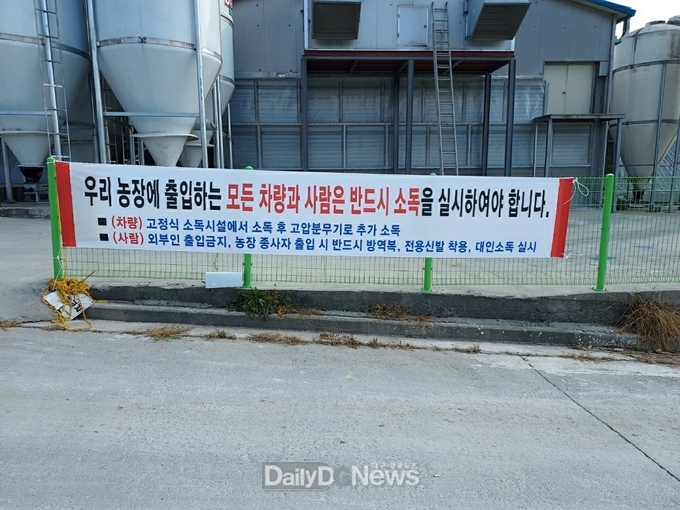 우리 농장에 출입하는 모든 차량과 사람은 반드시 소독을 실시하여야 합니다.
■ (차량) 고정식 소독시설에서 소독 후 고압분무기로 추가 소독
■ (사람) 외부인 출입금지, 농장 종사자 출입 시 반드시 방역복, 전용신발 착용, 대인소독 실시
DailyDgNews